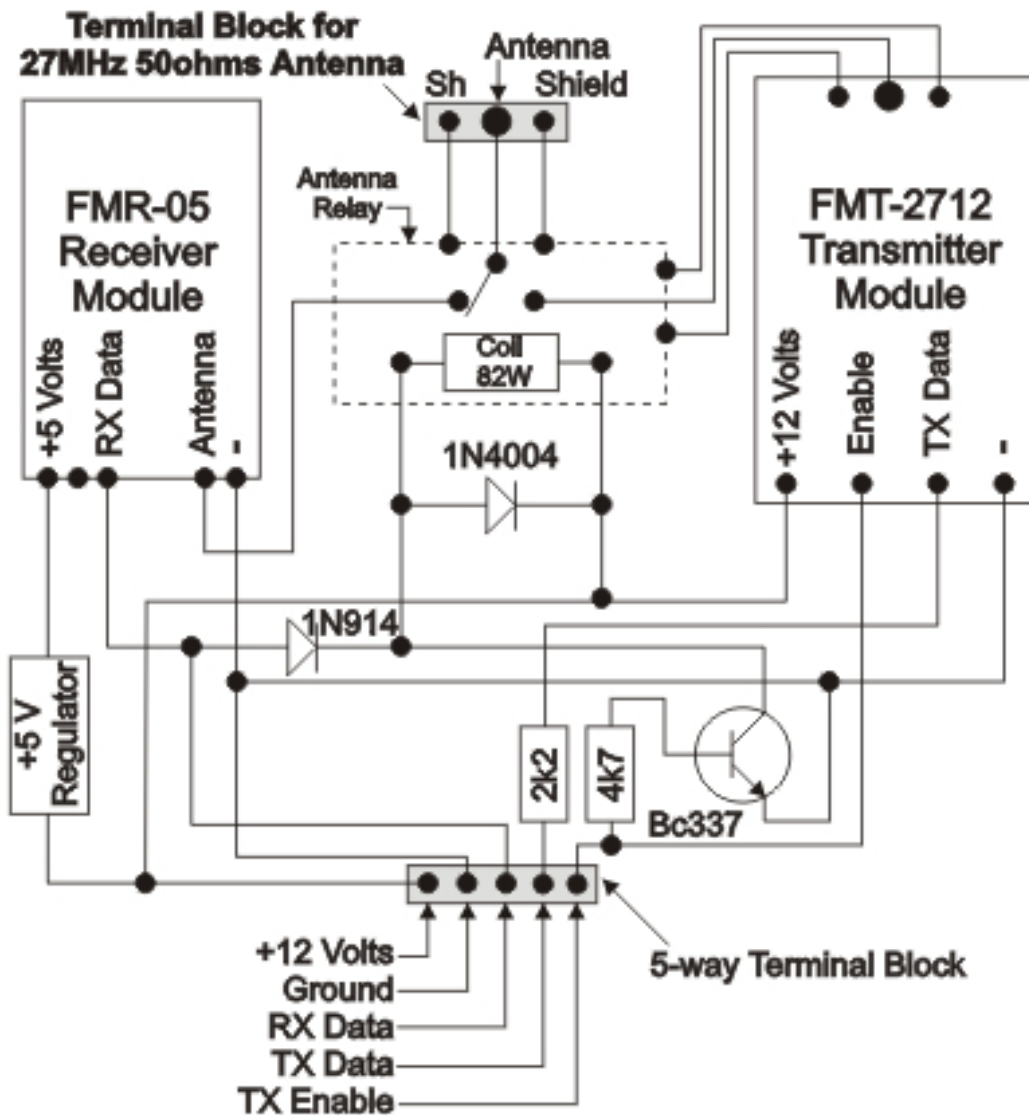 Terminal Block for
27MHz 50ohms Antenna
Antenna
Sh
Shield
Antenna
Relay
FMR-05
Receiver
Module
+5 Volts
RX Data
Antenna
-
FMT-2712
Transmitter
Module
+12 Volts
Enable
TX Data
-
Coil
82W
1N4004
1N914
+5 V
Regulator
2k2
4k7
Bc337
5-way Terminal Block
+12 Volts
Ground
RX Data
TX Data
TX Enable